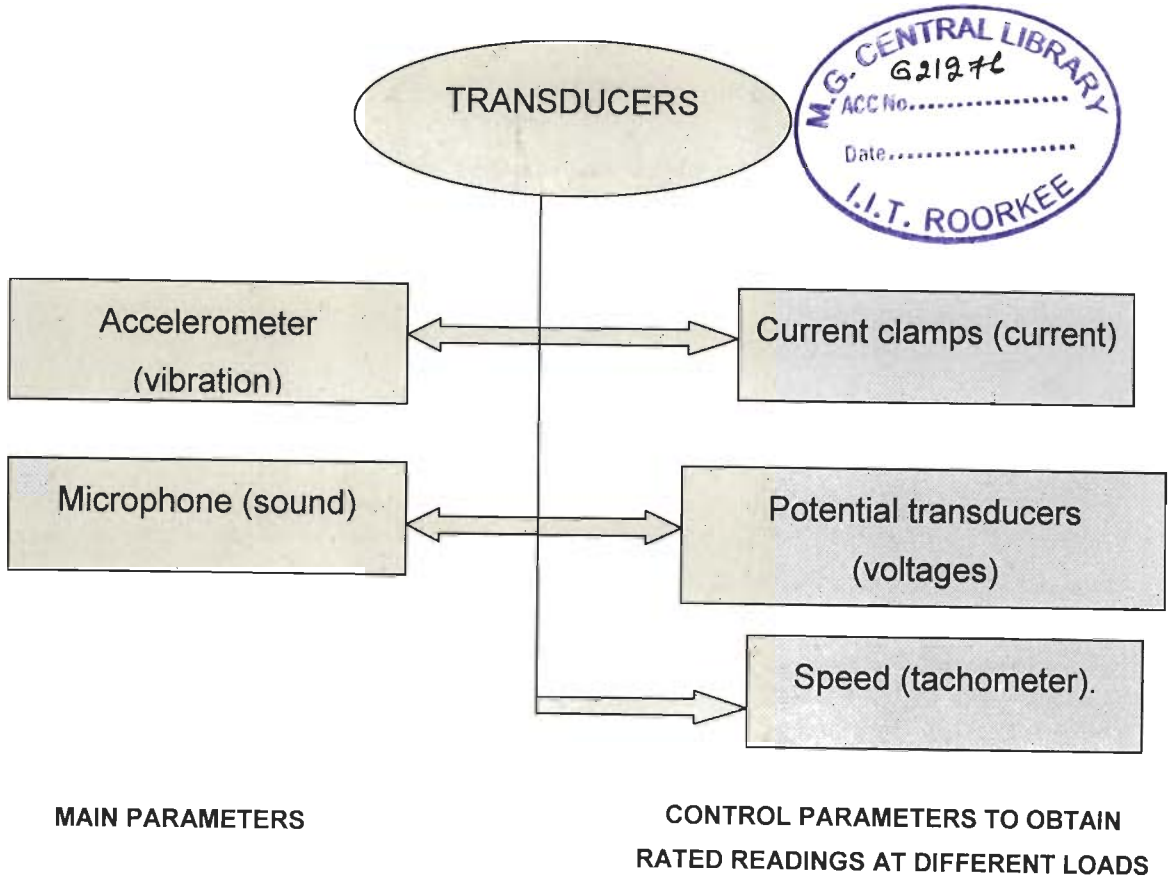 TRANSDUCERS
M.G. CENTRAL LIBRARY
ACC No.................
Date.....................
I.I.T. ROORKEE
Accelerometer
(vibration)
Current clamps (current)
Microphone (sound)
Potential transducers
(voltages)
Speed (tachometer).
MAIN PARAMETERS
CONTROL PARAMETERS TO OBTAIN
RATED READINGS AT DIFFERENT LOADS